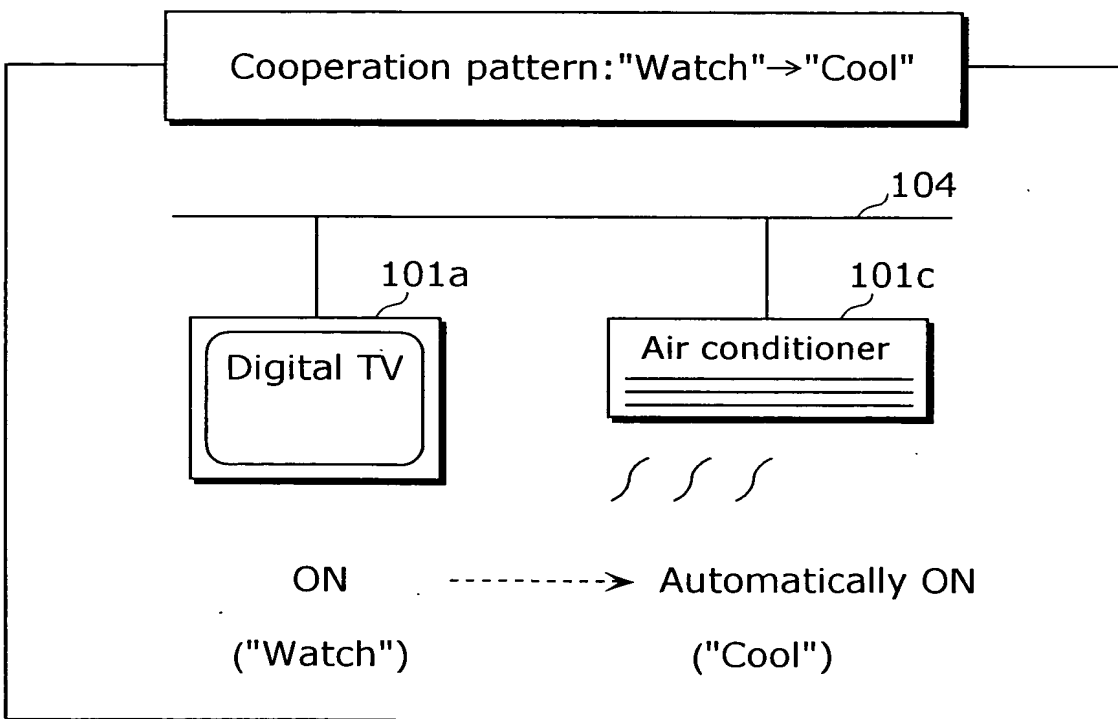 Cooperation pattern:"Watch"→"Cool"
104
101a
101c
Digital TV
Air conditioner
ON
Automatically ON
("Watch")
("Cool")